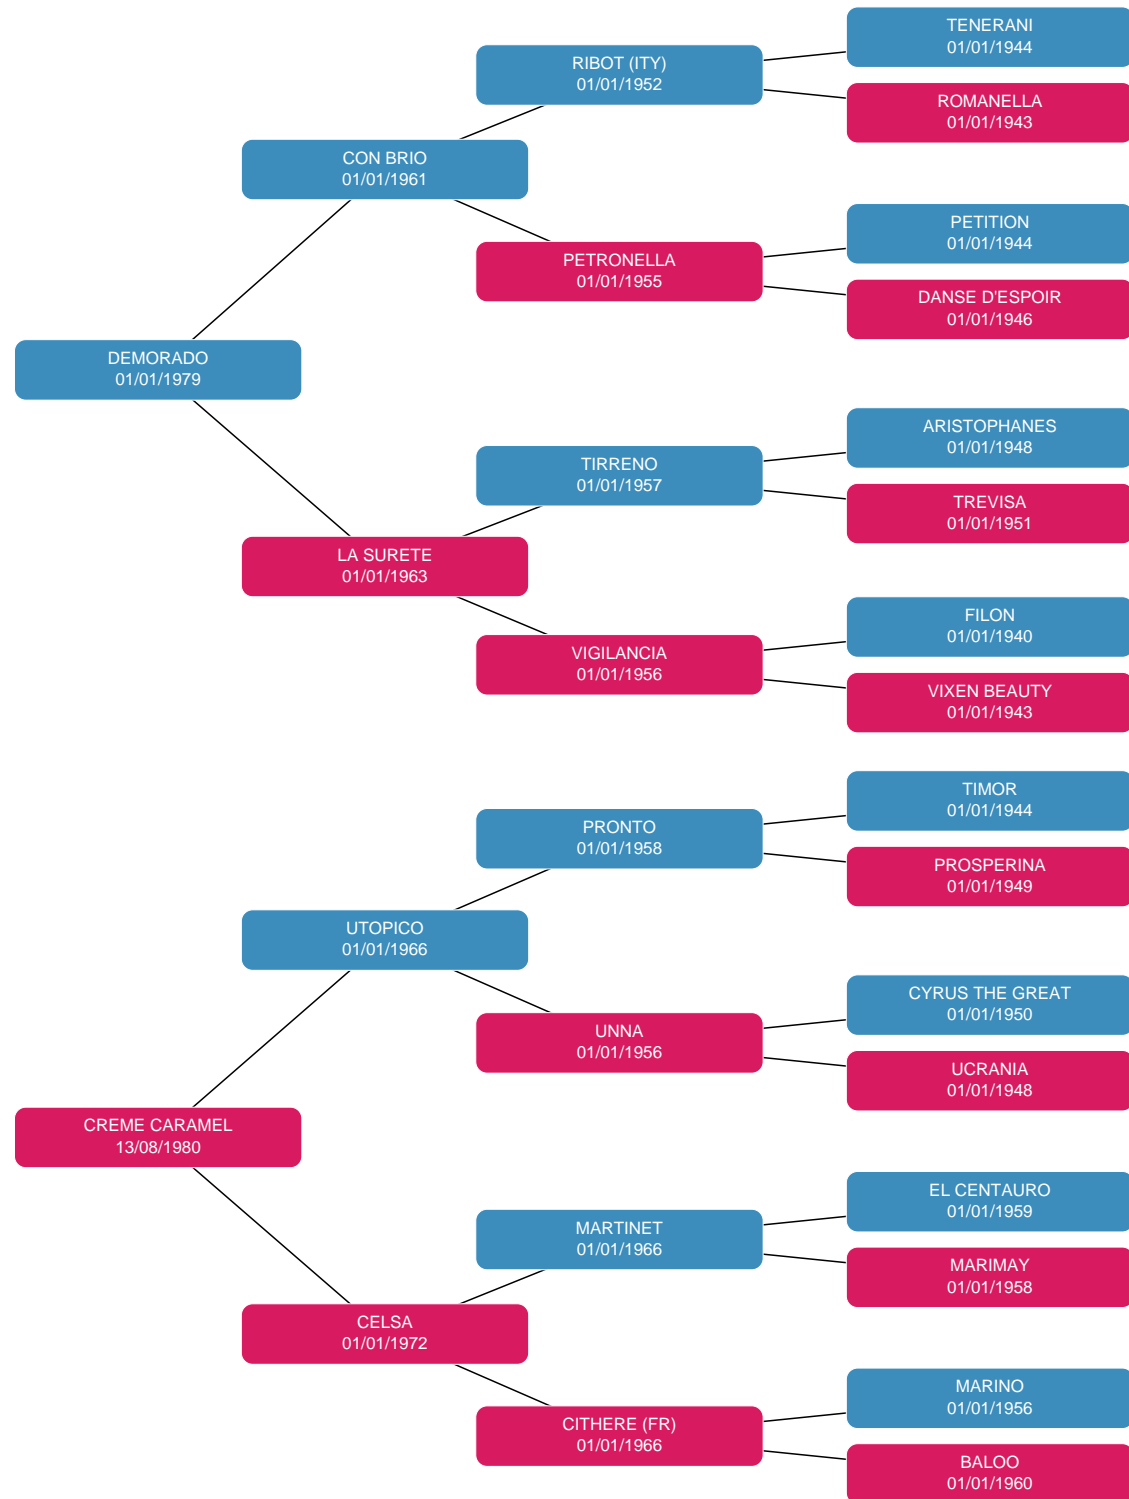 TENERANI
01/01/1944
RIBOT (ITY)
01/01/1952
ROMANELLA
01/01/1943
CON BRIO
01/01/1961
PETITION
01/01/1944
PETRONELLA
01/01/1955
DANSE D'ESPOIR
01/01/1946
DEMORADO
01/01/1979
ARISTOPHANES
01/01/1948
TIRRENO
01/01/1957
TREVISA
01/01/1951
LA SURETE
01/01/1963
FILON
01/01/1940
VIGILANCIA
01/01/1956
VIXEN BEAUTY
01/01/1943
TIMOR
01/01/1944
PRONTO
01/01/1958
PROSPERINA
01/01/1949
UTOPICO
01/01/1966
CYRUS THE GREAT
01/01/1950
UNNA
01/01/1956
UCRANIA
01/01/1948
CREME CARAMEL
13/08/1980
EL CENTAURO
01/01/1959
MARTINET
01/01/1966
MARIMAY
01/01/1958
CELSA
01/01/1972
MARINO
01/01/1956
CITHERE (FR)
01/01/1966
BALOO
01/01/1960